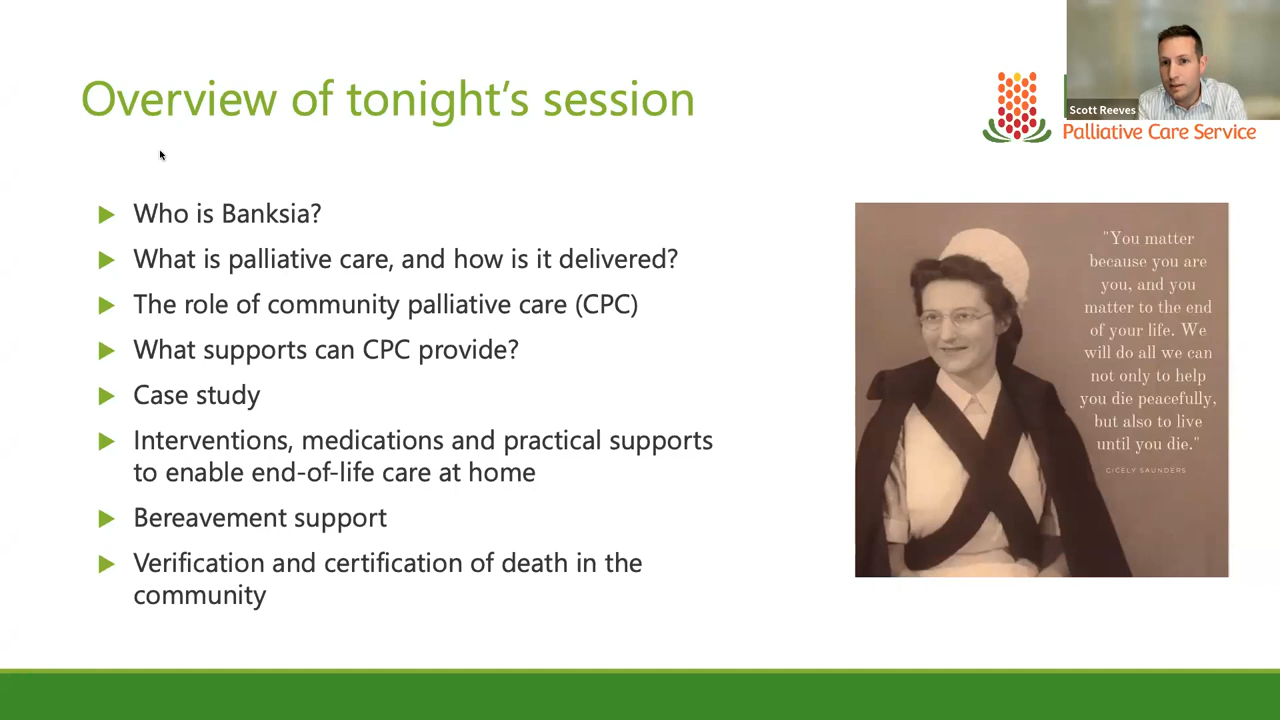 Overview of tonight's session
Scott Reeves
Palliative Care Service
Who is Banksia?
What is palliative care, and how is it delivered?
The role of community palliative care (CPC)
What supports can CPC provide?
Case study
Interventions, medications and practical supports
to enable end-of-life care at home
Bereavement support
Verification and certification of death in the
community
"You matter
because you are
you, and you
matter to the end
of your life. We
will do all we can
not only to help
you die peacefully,
but also to live
until you die."
CICELY SAUNDERS